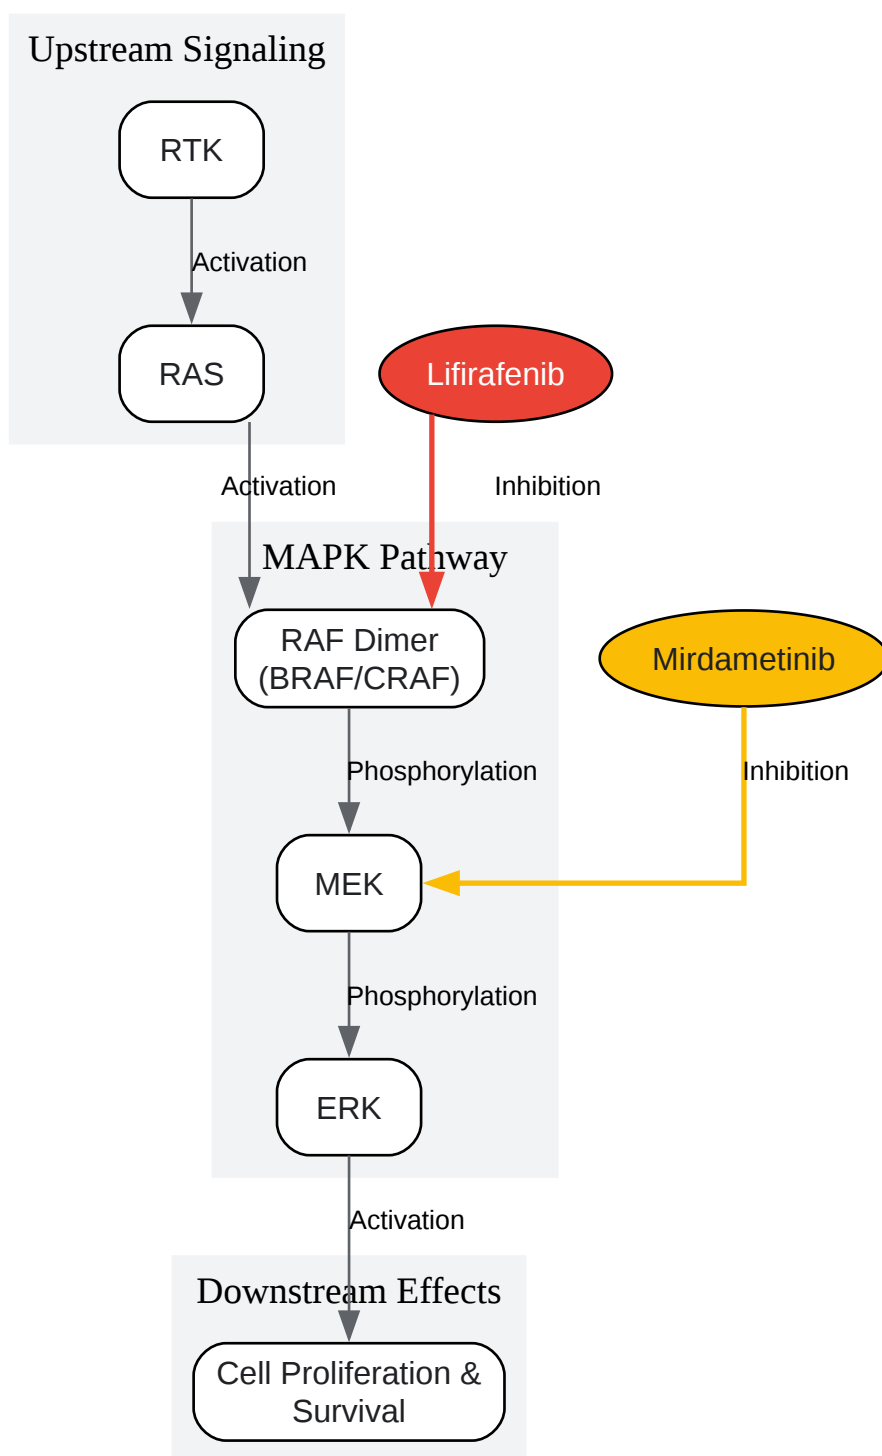 Upstream Signaling
RTK
Activation
RAS
Lifirafenib
Activation
Inhibition
MAPK Pathway
RAF Dimer
(BRAF/CRAF)
Mirdametinib
Phosphorylation
Inhibition
MEK
Phosphorylation
ERK
Activation
Downstream Effects
Cell Proliferation &
Survival